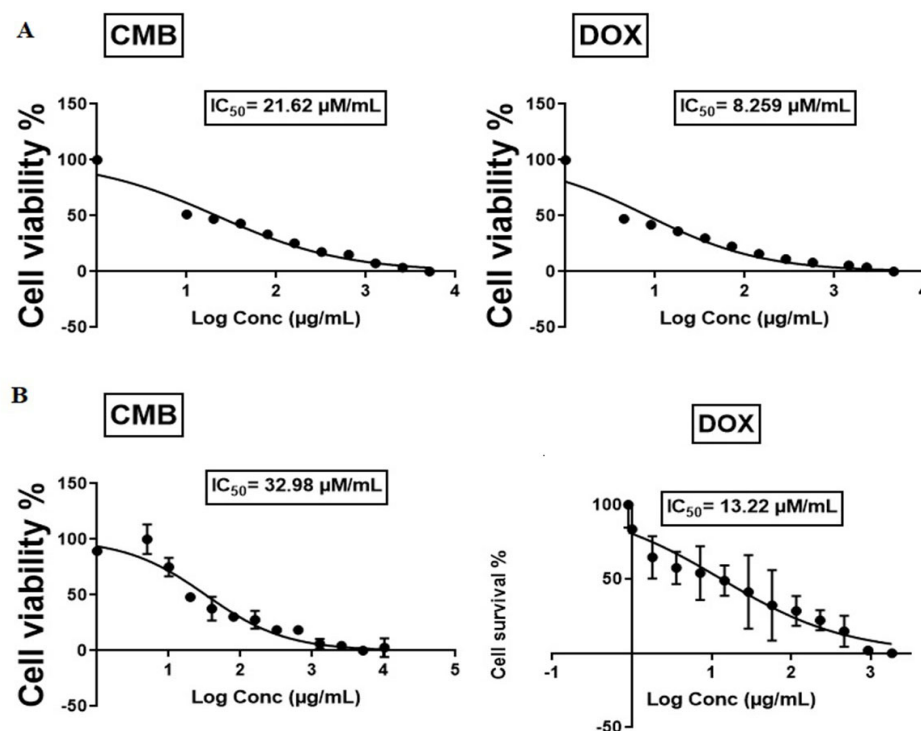 A
CMB
DOX
IC50= 21.62 µM/mL
IC50= 8.259 µM/mL
Cell viability %
150
100
50
0
-50
1 2 3 4
Log Conc (µg/mL)
Cell viability %
150
100
50
0
-50
1 2 3 4
Log Conc (µg/mL)
B
CMB
DOX
IC50= 32.98 µM/mL
IC50= 13.22 µM/mL
Cell viability %
150
100
50
0
-50
1 2 3 4 5
Log Conc (µg/mL)
Cell survival %
100
50
-50
-1 1 2 3
Log Conc (µg/mL)